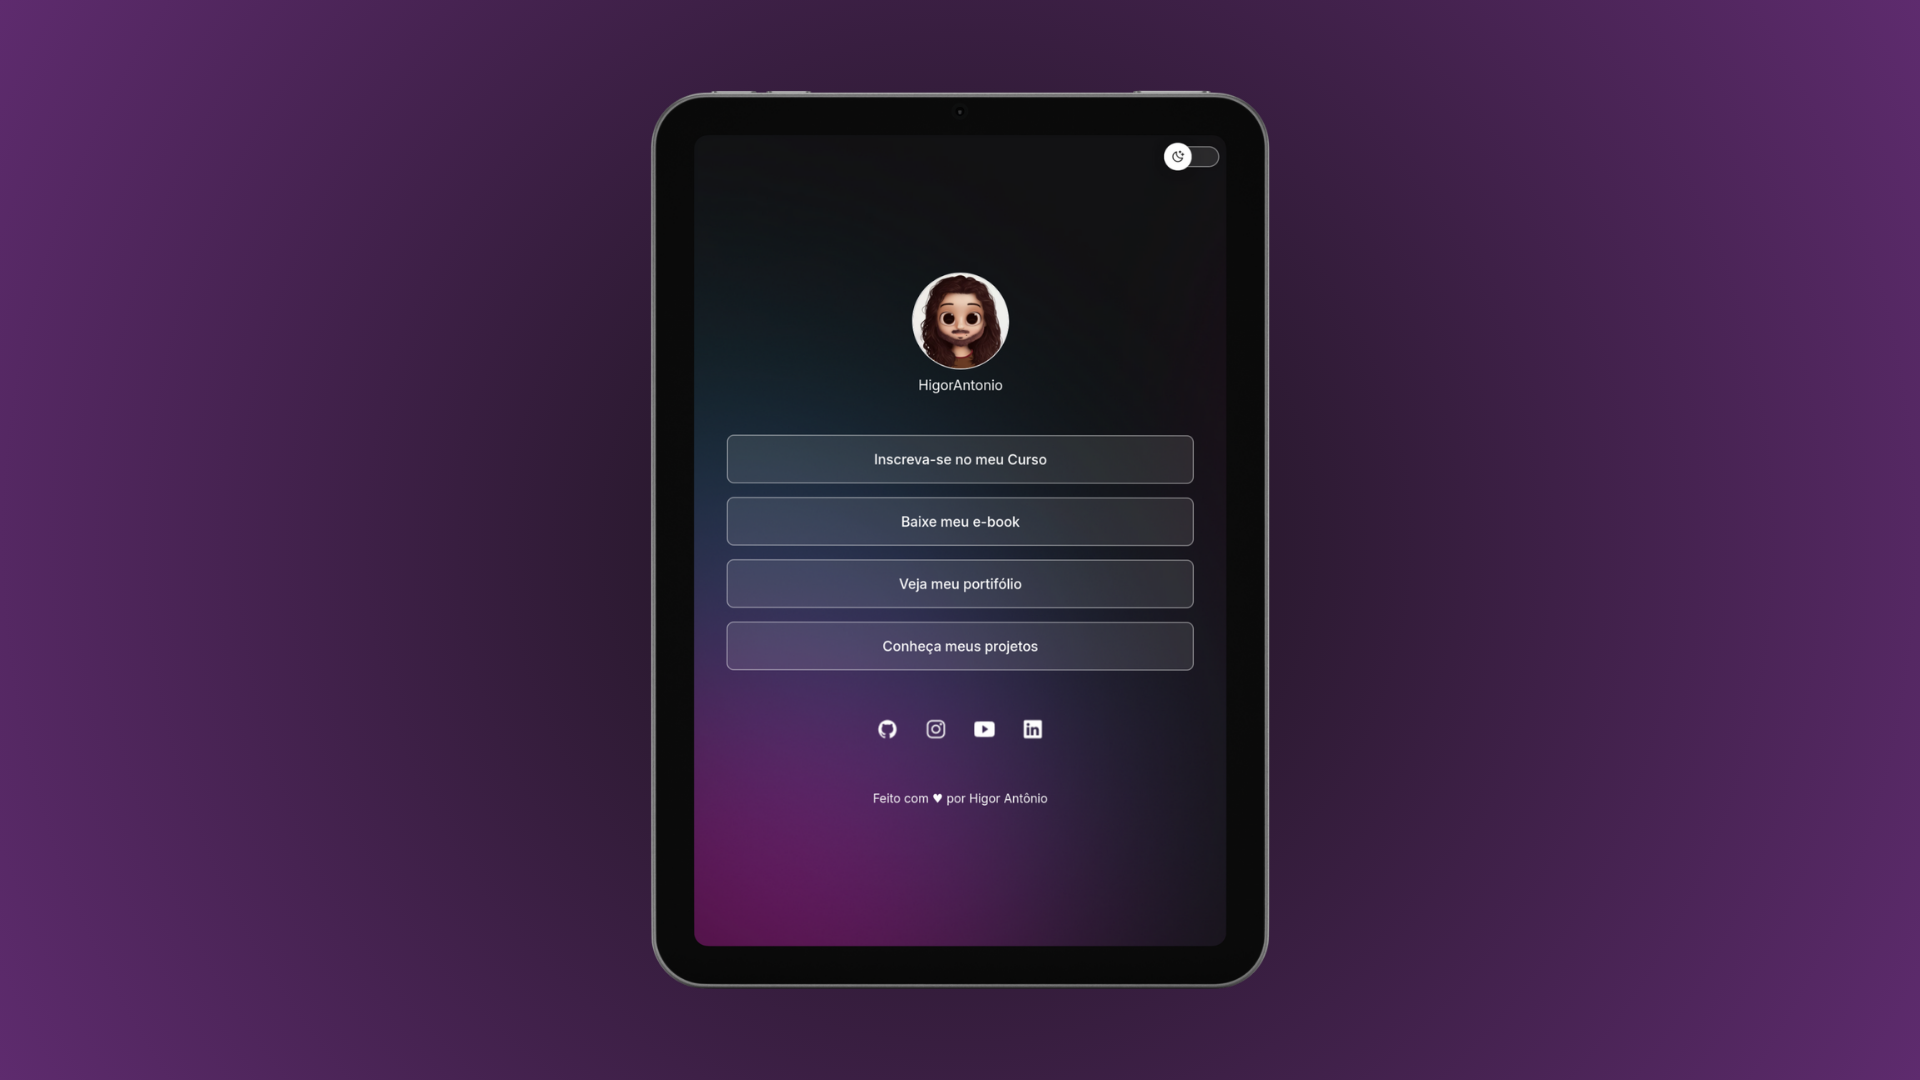 HigorAntonio
Inscreva-se no meu Curso
Baixe meu e-book
Veja meu portifólio
Conheça meus projetos
Feito com ♥ por Higor Antônio